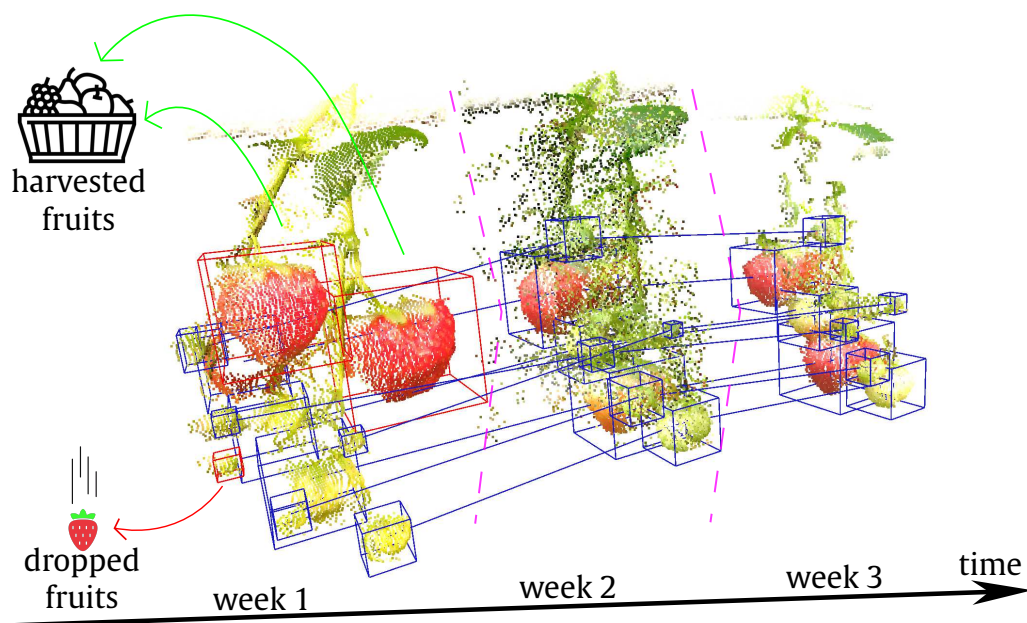 harvested
fruits
dropped
fruits
week 1
week 2
week 3
time